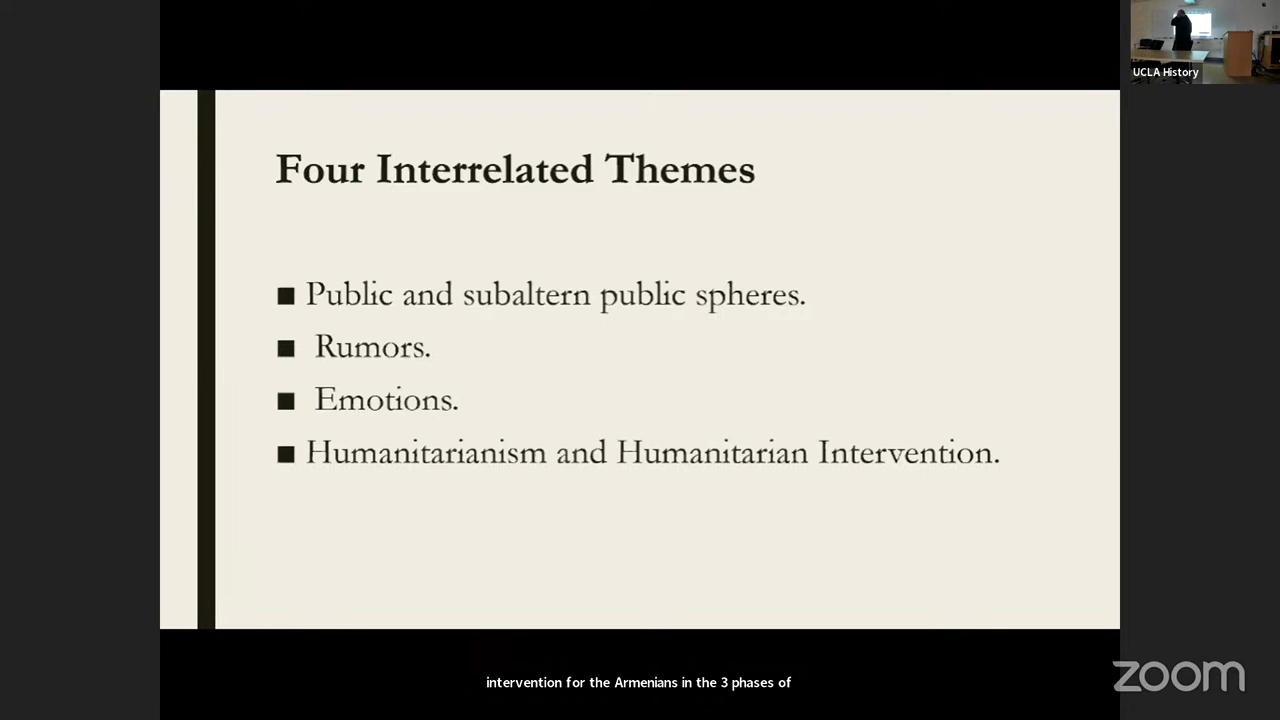 UCLA History
Four Interrelated Themes
■ Public and subaltern public spheres.
■ Rumors.
■ Emotions.
■ Humanitarianism and Humanitarian Intervention.
intervention for the Armenians in the 3 phases of
zoom